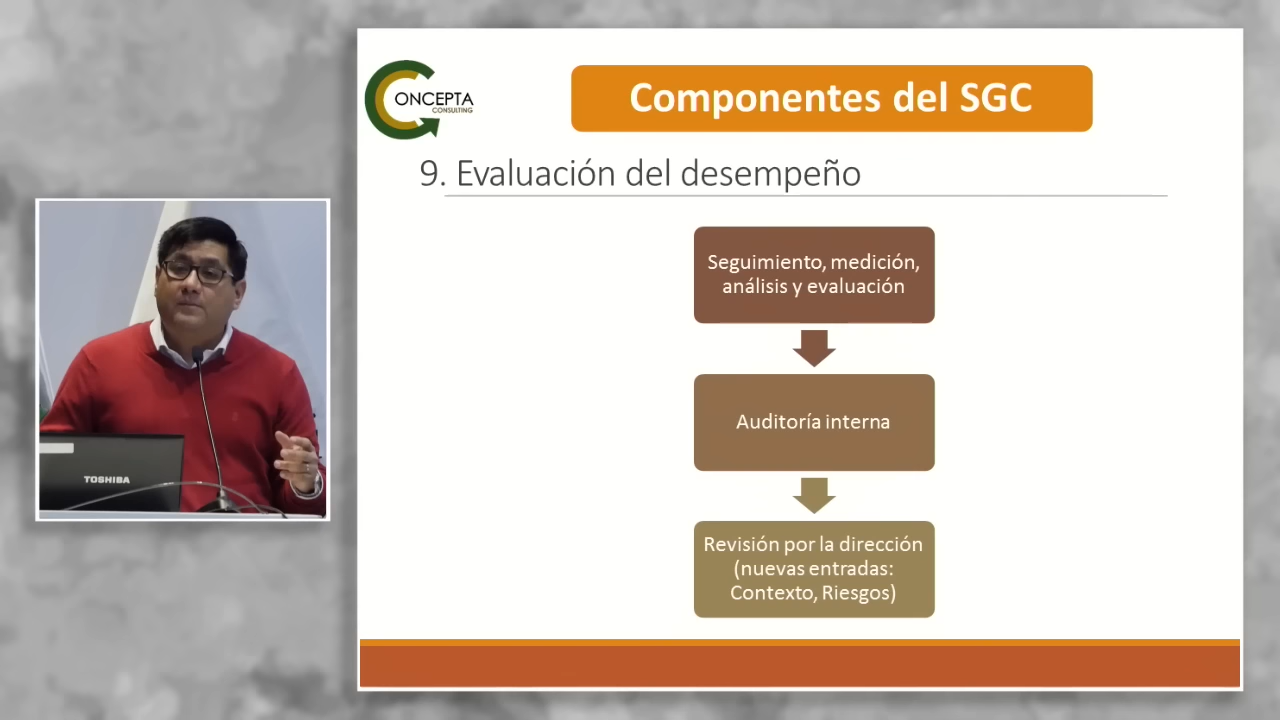 ONCEPTA
CONSULTING
Componentes del SGC
9. Evaluación del desempeño
Seguimiento, medición,
análisis y evaluación
Auditoría interna
Revisión por la dirección
(nuevas entradas:
Contexto, Riesgos)
TOSHIBA